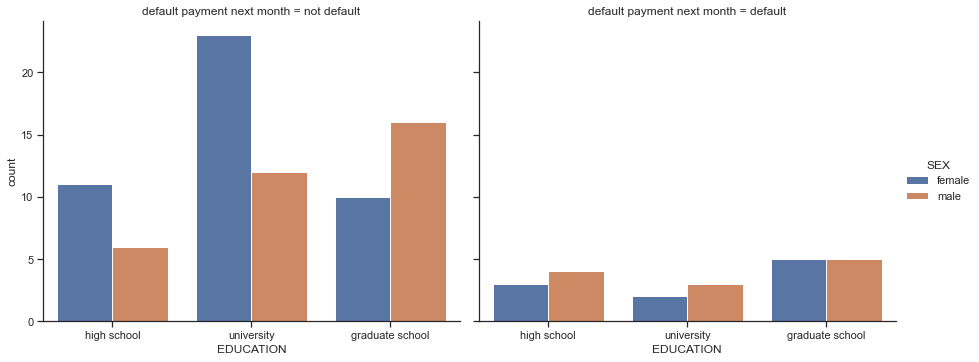 default payment next month = not default
default payment next month = default
20
15
10
5
0
count
high school
university
graduate school
EDUCATION
high school
university
graduate school
EDUCATION
SEX
female
male